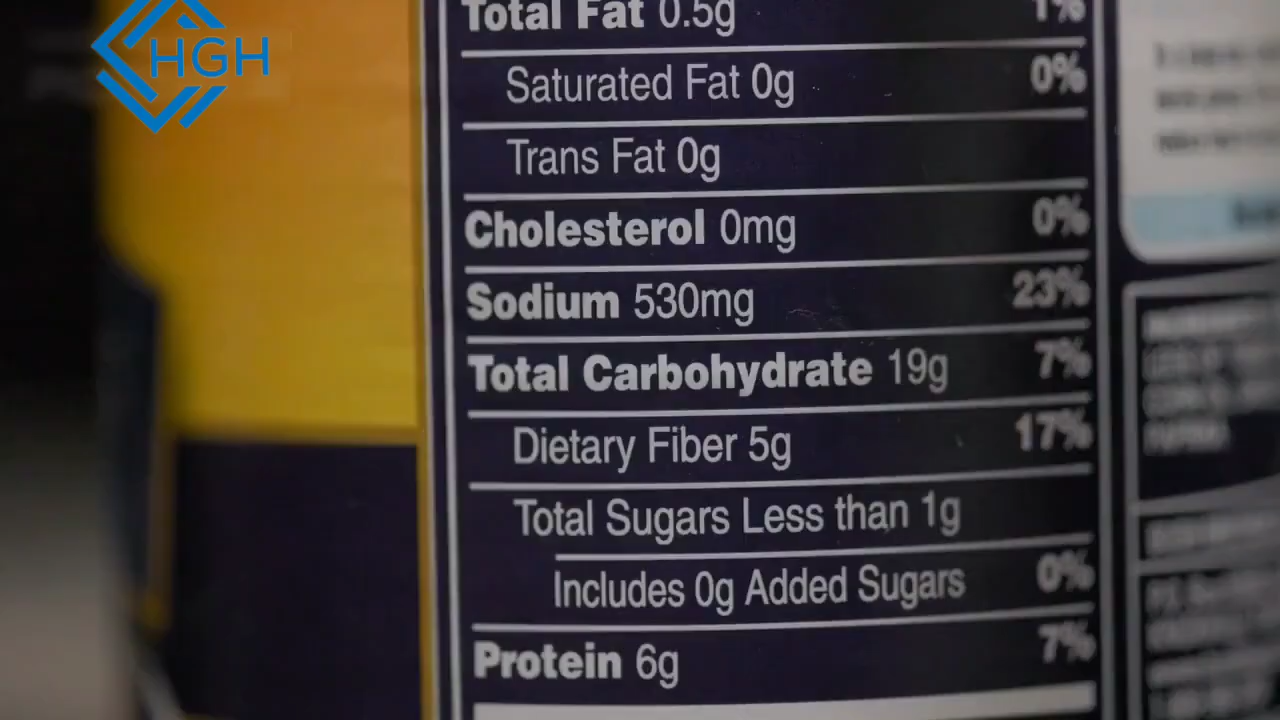 HGH
Total Fat 0.5g 1%
Saturated Fat 0g 0%
Trans Fat 0g
Cholesterol 0mg 0%
Sodium 530mg 23%
Total Carbohydrate 19g 7%
Dietary Fiber 5g 17%
Total Sugars Less than 1g
Includes 0g Added Sugars 0%
Protein 6g 7%